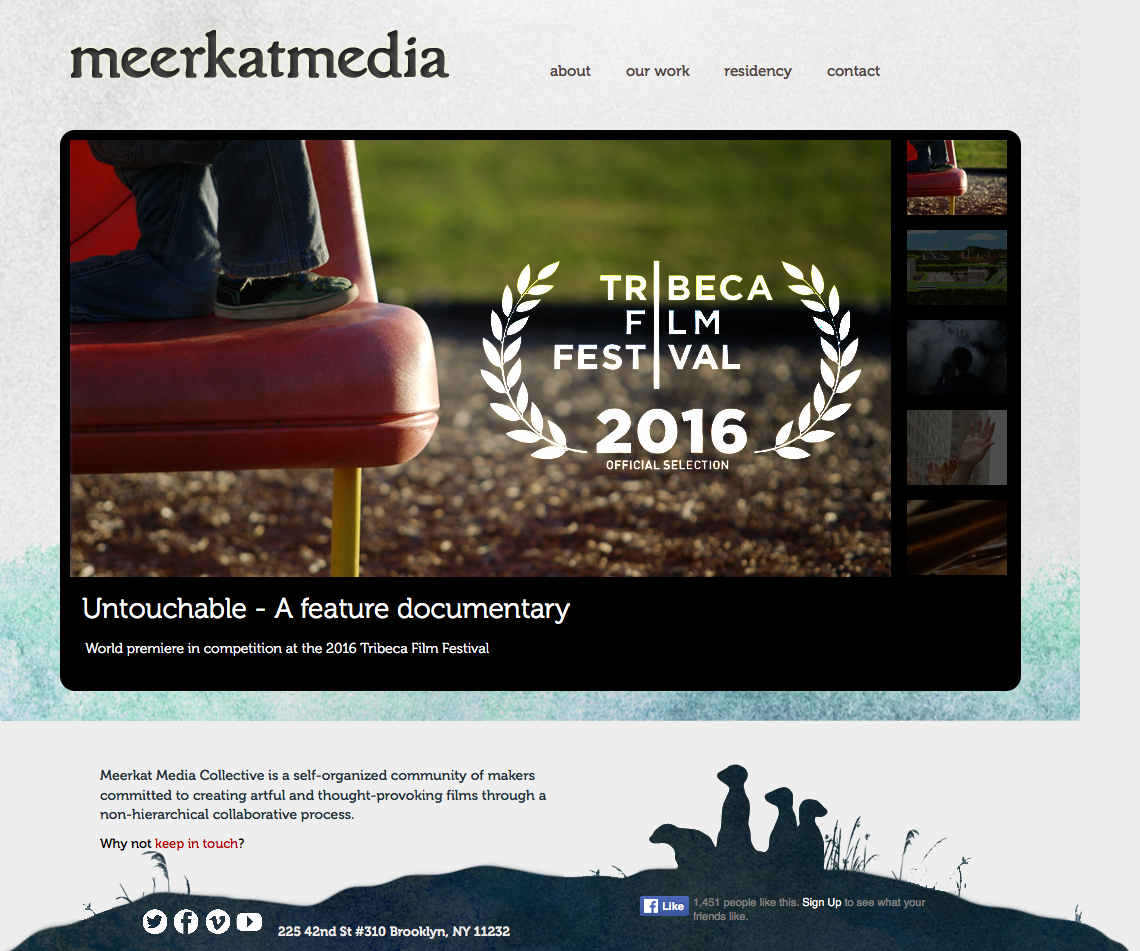 meerkatmedia
about our work residency contact
TRIBECA
FILM
FESTIVAL
2016
OFFICIAL SELECTION
Untouchable - A feature documentary
World premiere in competition at the 2016 Tribeca Film Festival
Meerkat Media Collective is a self-organized community of makers
committed to creating artful and thought-provoking films through a
non-hierarchical collaborative process.
Why not keep in touch?
Like 1,451 people like this. Sign Up to see what your
friends like.
225 42nd St #310 Brooklyn, NY 11232